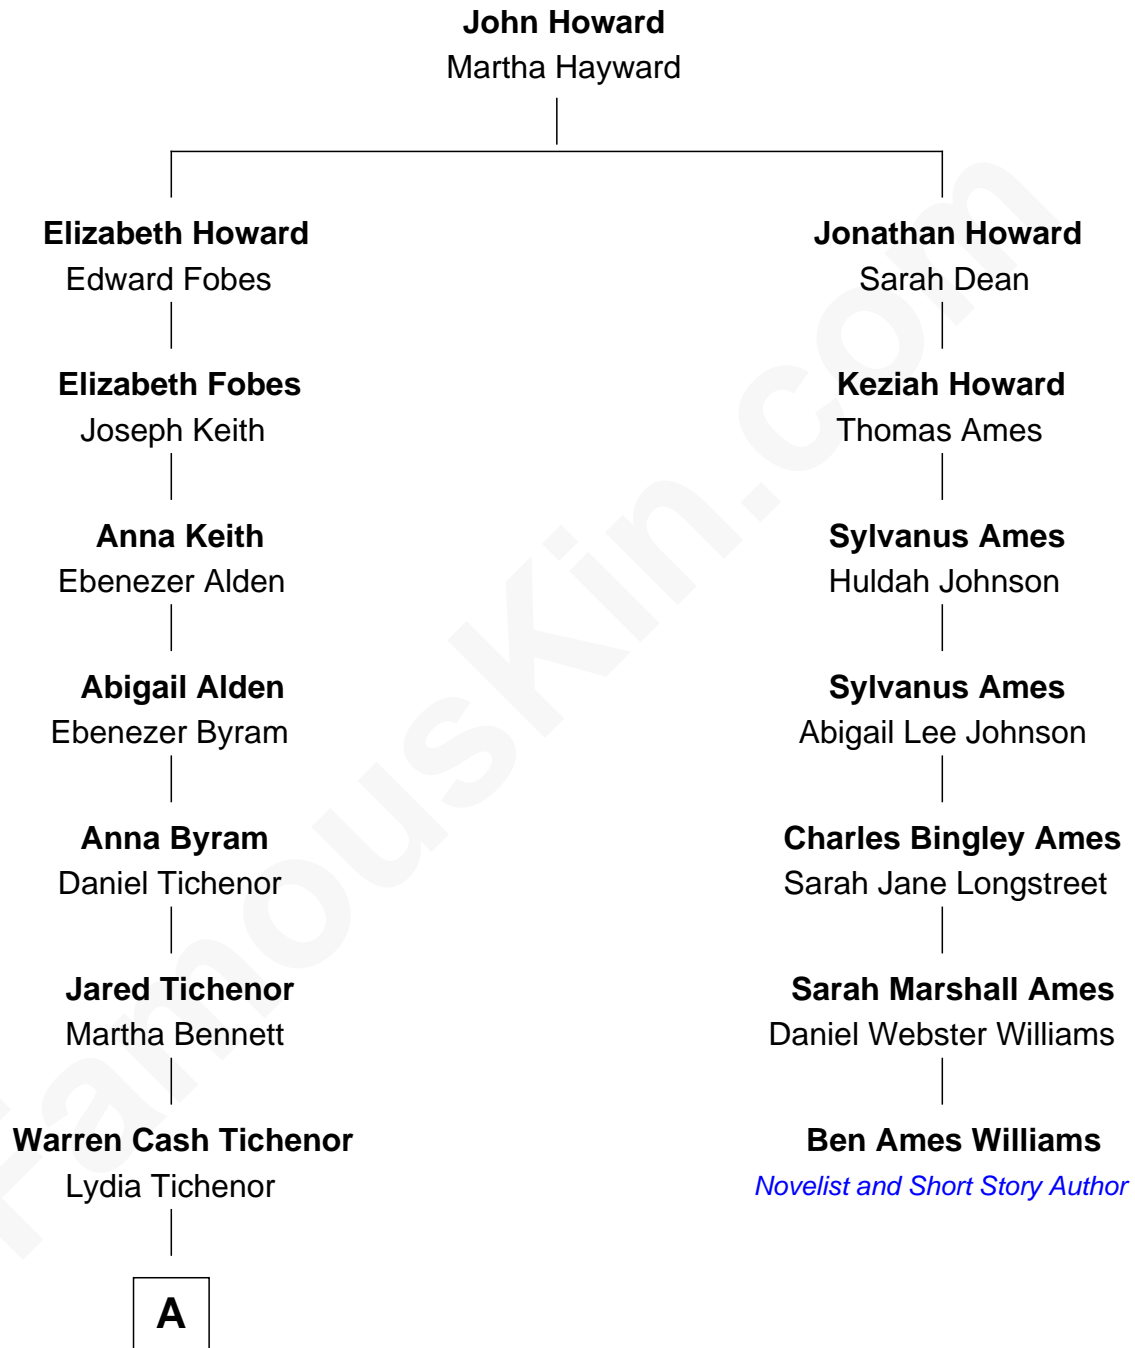 John Howard
Martha Hayward
Elizabeth Howard
Edward Fobes
Elizabeth Fobes
Joseph Keith
Anna Keith
Ebenezer Alden
Abigail Alden
Ebenezer Byram
Anna Byram
Daniel Tichenor
Jared Tichenor
Martha Bennett
Warren Cash Tichenor
Lydia Tichenor
A
Jonathan Howard
Sarah Dean
Keziah Howard
Thomas Ames
Sylvanus Ames
Huldah Johnson
Sylvanus Ames
Abigail Lee Johnson
Charles Bingley Ames
Sarah Jane Longstreet
Sarah Marshall Ames
Daniel Webster Williams
Ben Ames Williams
Novelist and Short Story Author
FamousKin.com